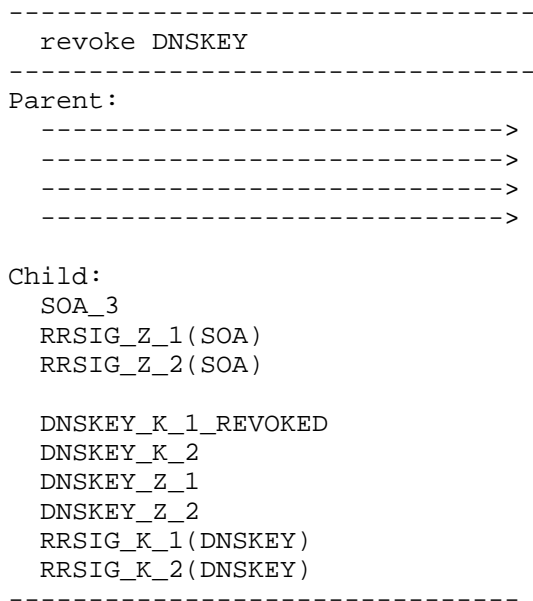 ---------------------------------
  revoke DNSKEY
---------------------------------
Parent:
  ----------------------------->
  ----------------------------->
  ----------------------------->
  ----------------------------->

Child:
  SOA_3
  RRSIG_Z_1(SOA)
  RRSIG_Z_2(SOA)

  DNSKEY_K_1_REVOKED
  DNSKEY_K_2
  DNSKEY_Z_1
  DNSKEY_Z_2
  RRSIG_K_1(DNSKEY)
  RRSIG_K_2(DNSKEY)
--------------------------------